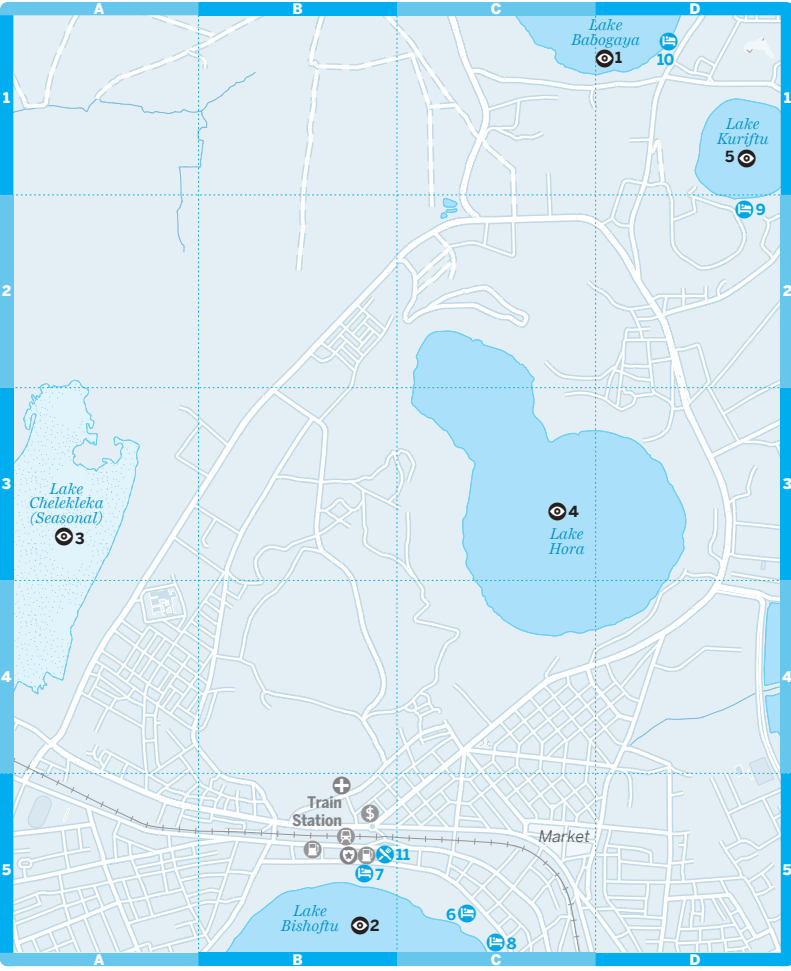 A
B
C
D
Lake
Babogaya
1
10
1
1
Lake
Kuriftu
5
9
2
2
3
3
Lake
Chelekleka
(Seasonal)
3
4
Lake
Hora
4
4
Train
Station
$
Market
11
7
5
5
Lake
Bishoftu
2
6
8
A
B
C
D